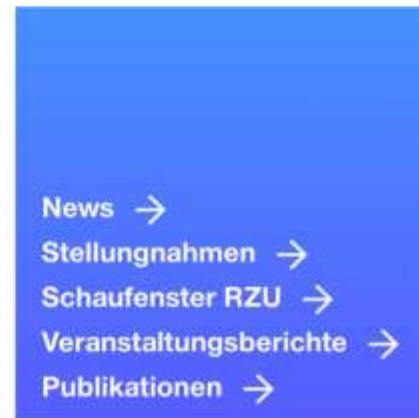 News →
Stellungnahmen →
Schaufenster RZU →
Veranstaltungsberichte →
Publikationen →